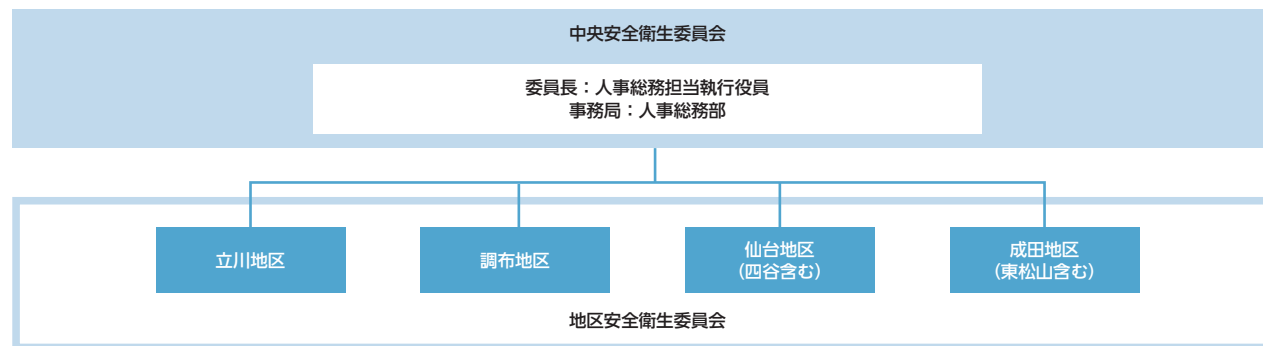 中央安全衛生委員会
委員長：人事総務担当執行役員
事務局：人事総務部
立川地区
調布地区
仙台地区
（四谷含む）
成田地区
（東松山含む）
地区安全衛生委員会